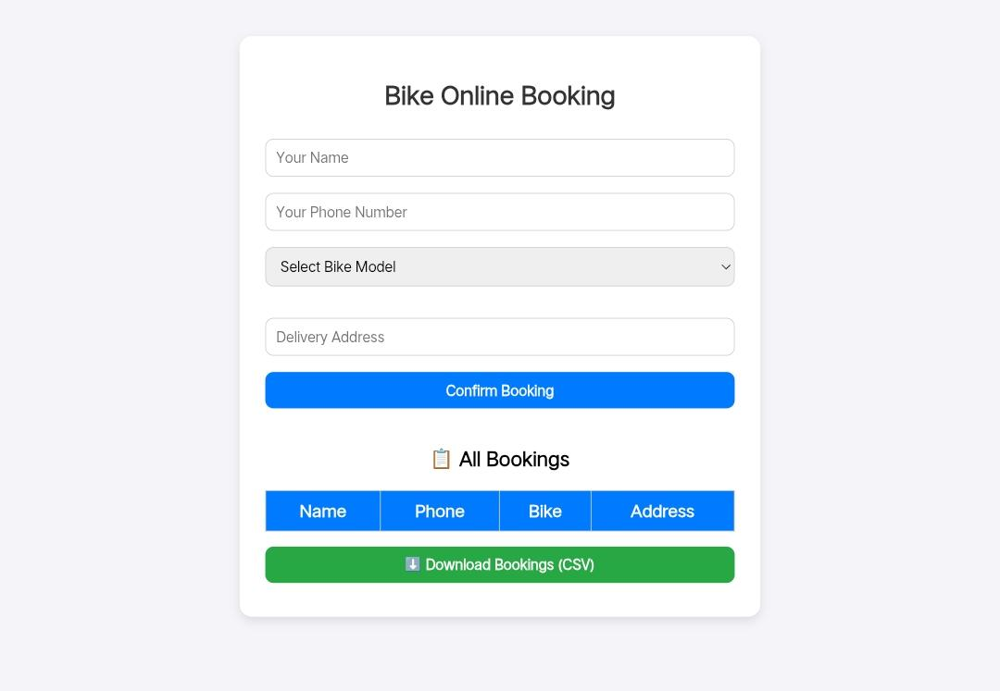 Bike Online Booking
Your Name
Your Phone Number
Select Bike Model
Delivery Address
Confirm Booking
📋 All Bookings
Name Phone Bike Address
⬇️ Download Bookings (CSV)